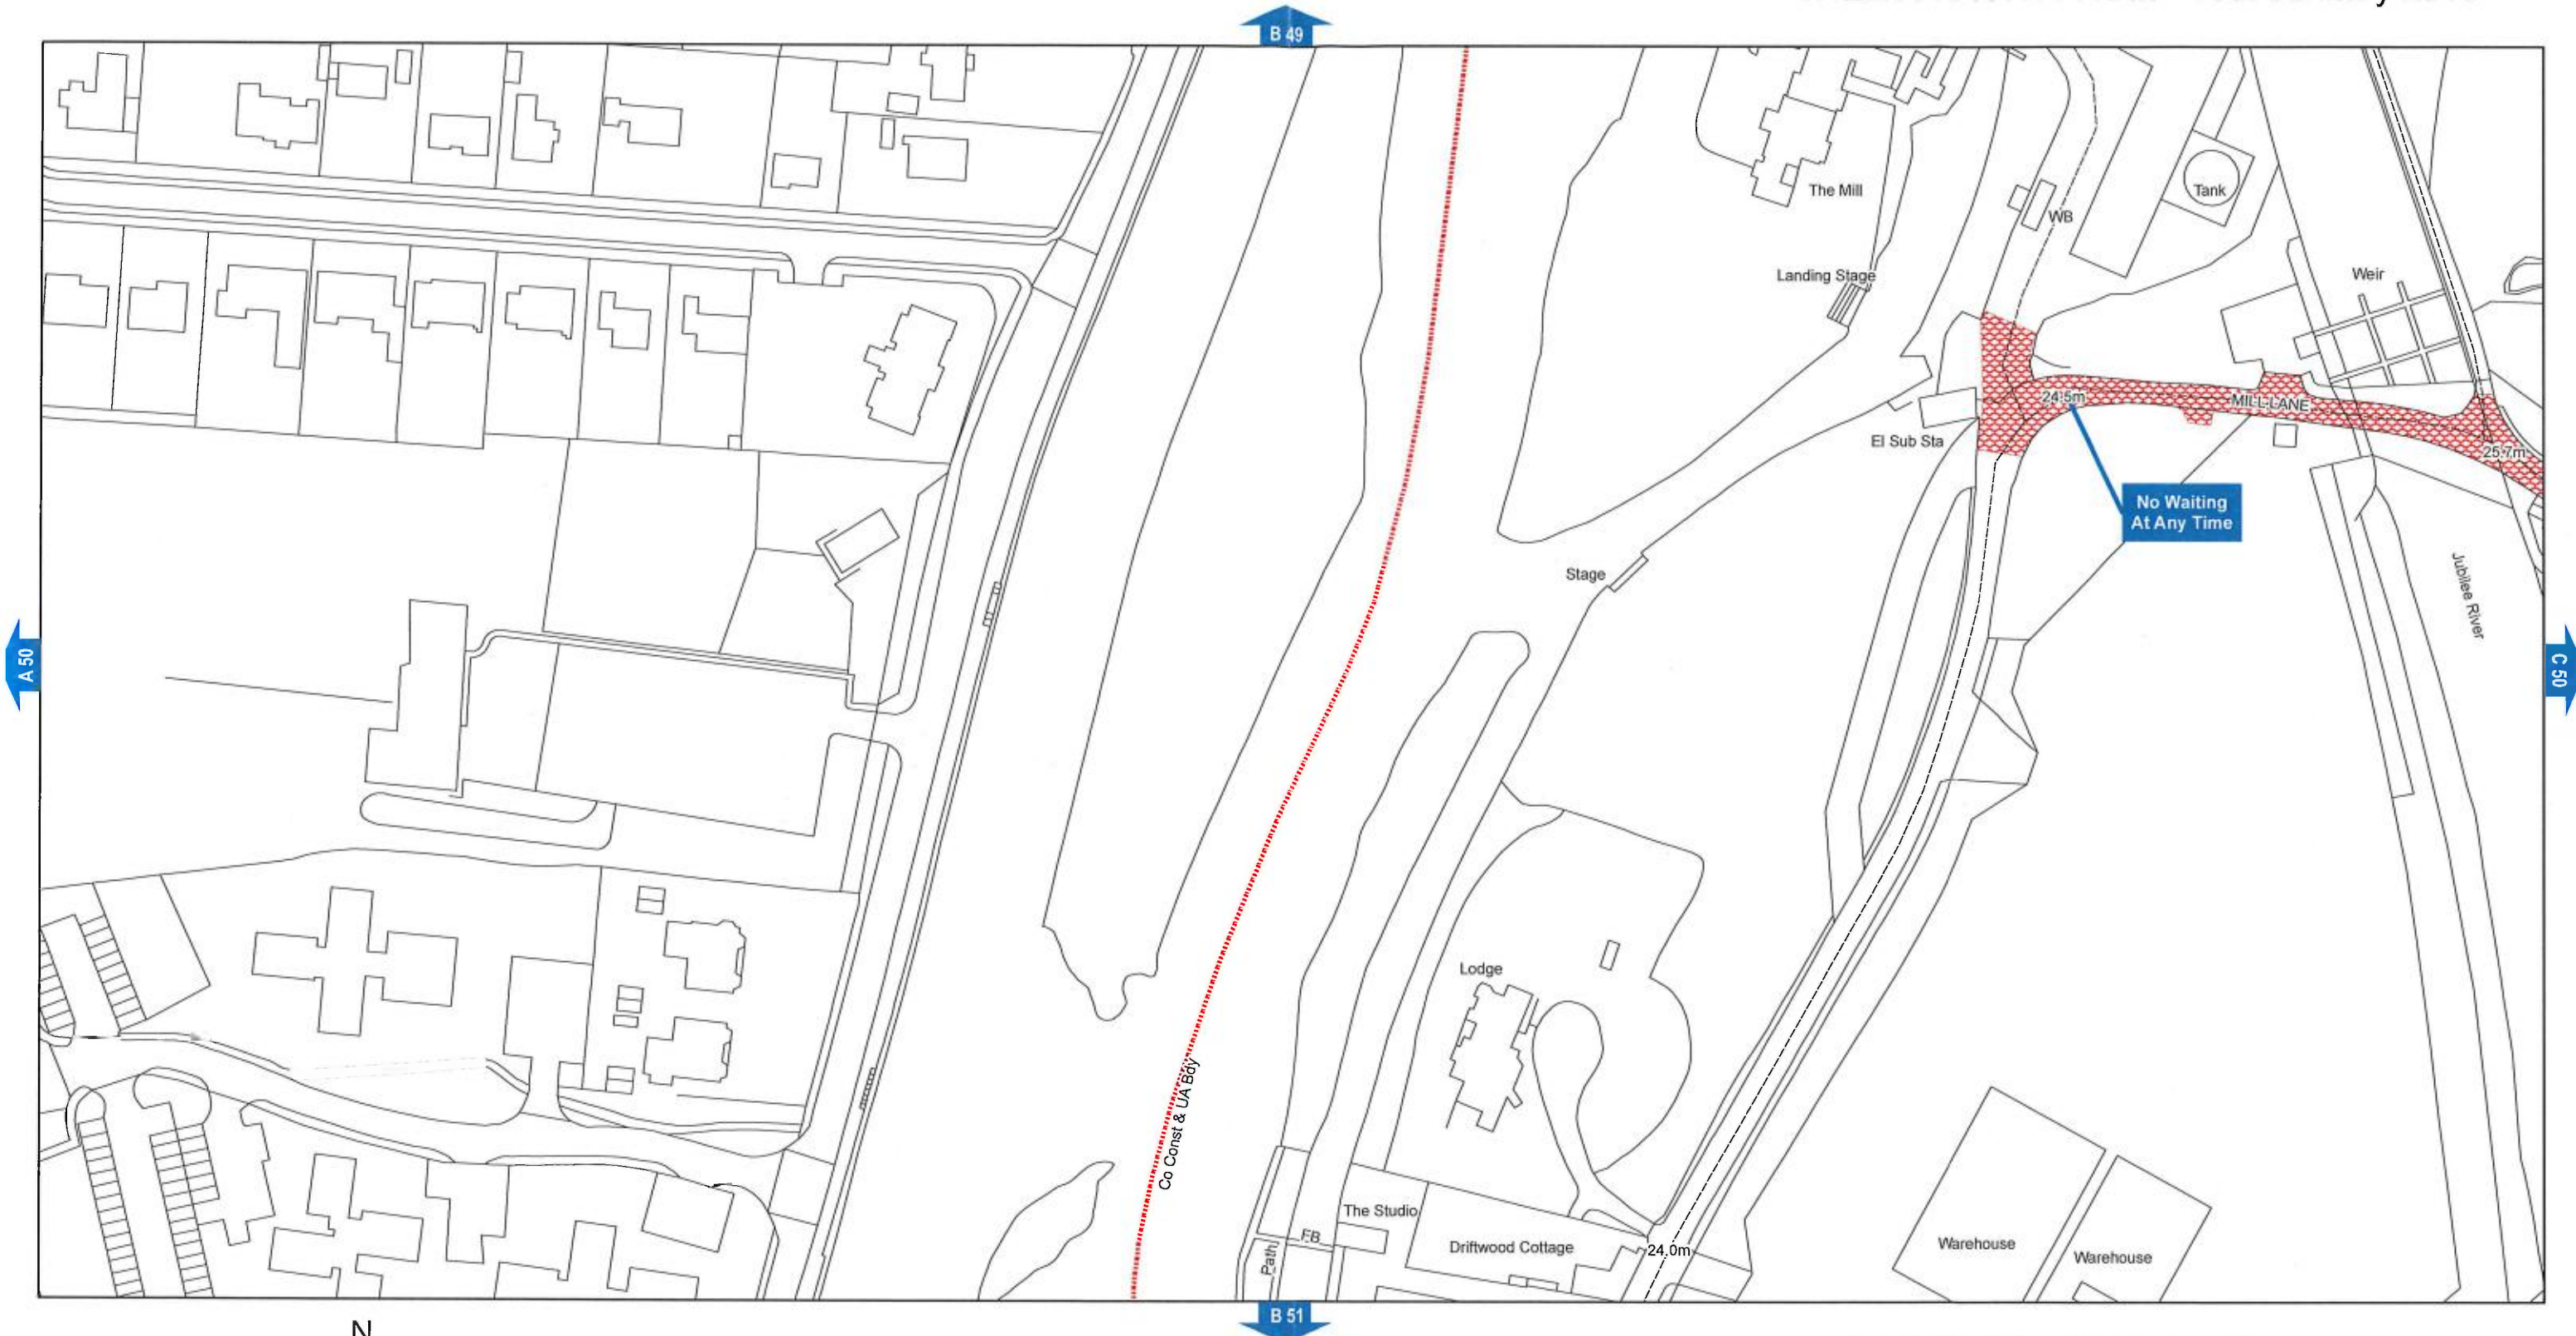 B 49
The Mill
Tank
WB
Landing Stage
Weir
24.5m
MILL LANE
El Sub Sta
25.7m
No Waiting
At Any Time
Stage
Jubilee River
A 50
C 50
Lodge
Co Const & UA Bdy
The Studio
FB
Path
Driftwood Cottage
24.0m
Warehouse
Warehouse
B 51
N